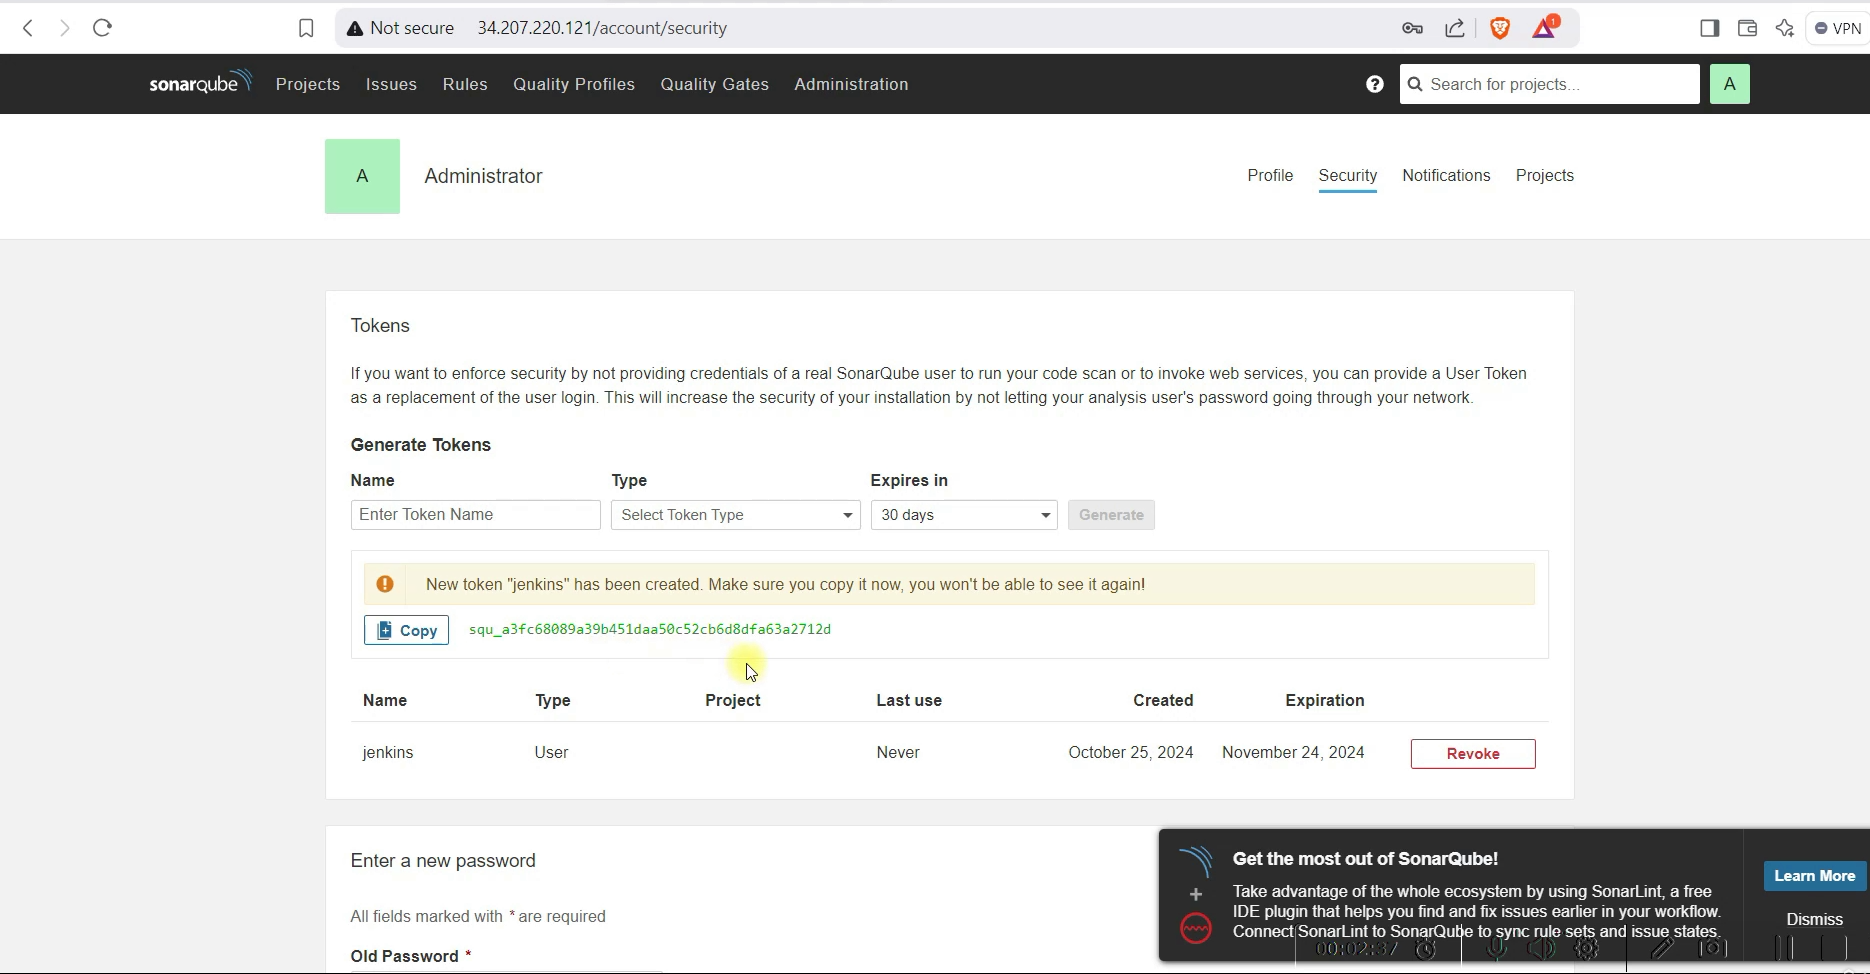 Not secure 34.207.220.121/account/security 1 VPN
sonarqube Projects Issues Rules Quality Profiles Quality Gates Administration ? Search for projects... A
A Administrator Profile Security Notifications Projects
Tokens
If you want to enforce security by not providing credentials of a real SonarQube user to run your code scan or to invoke web services, you can provide a User Token
as a replacement of the user login. This will increase the security of your installation by not letting your analysis user's password going through your network.
Generate Tokens
Name Type Expires in
Enter Token Name Select Token Type 30 days Generate
New token "jenkins" has been created. Make sure you copy it now, you won't be able to see it again!
Copy squ_a3fc68089a39b451daa50c52cb6d8dfa63a2712d
Name Type Project Last use Created Expiration
jenkins User Never October 25, 2024 November 24, 2024 Revoke
Enter a new password
All fields marked with * are required
Old Password *
Get the most out of SonarQube!
Take advantage of the whole ecosystem by using SonarLint, a free
IDE plugin that helps you find and fix issues earlier in your workflow.
Connect SonarLint to SonarQube to sync rule sets and issue states.
Learn More
Dismiss
00:02:37